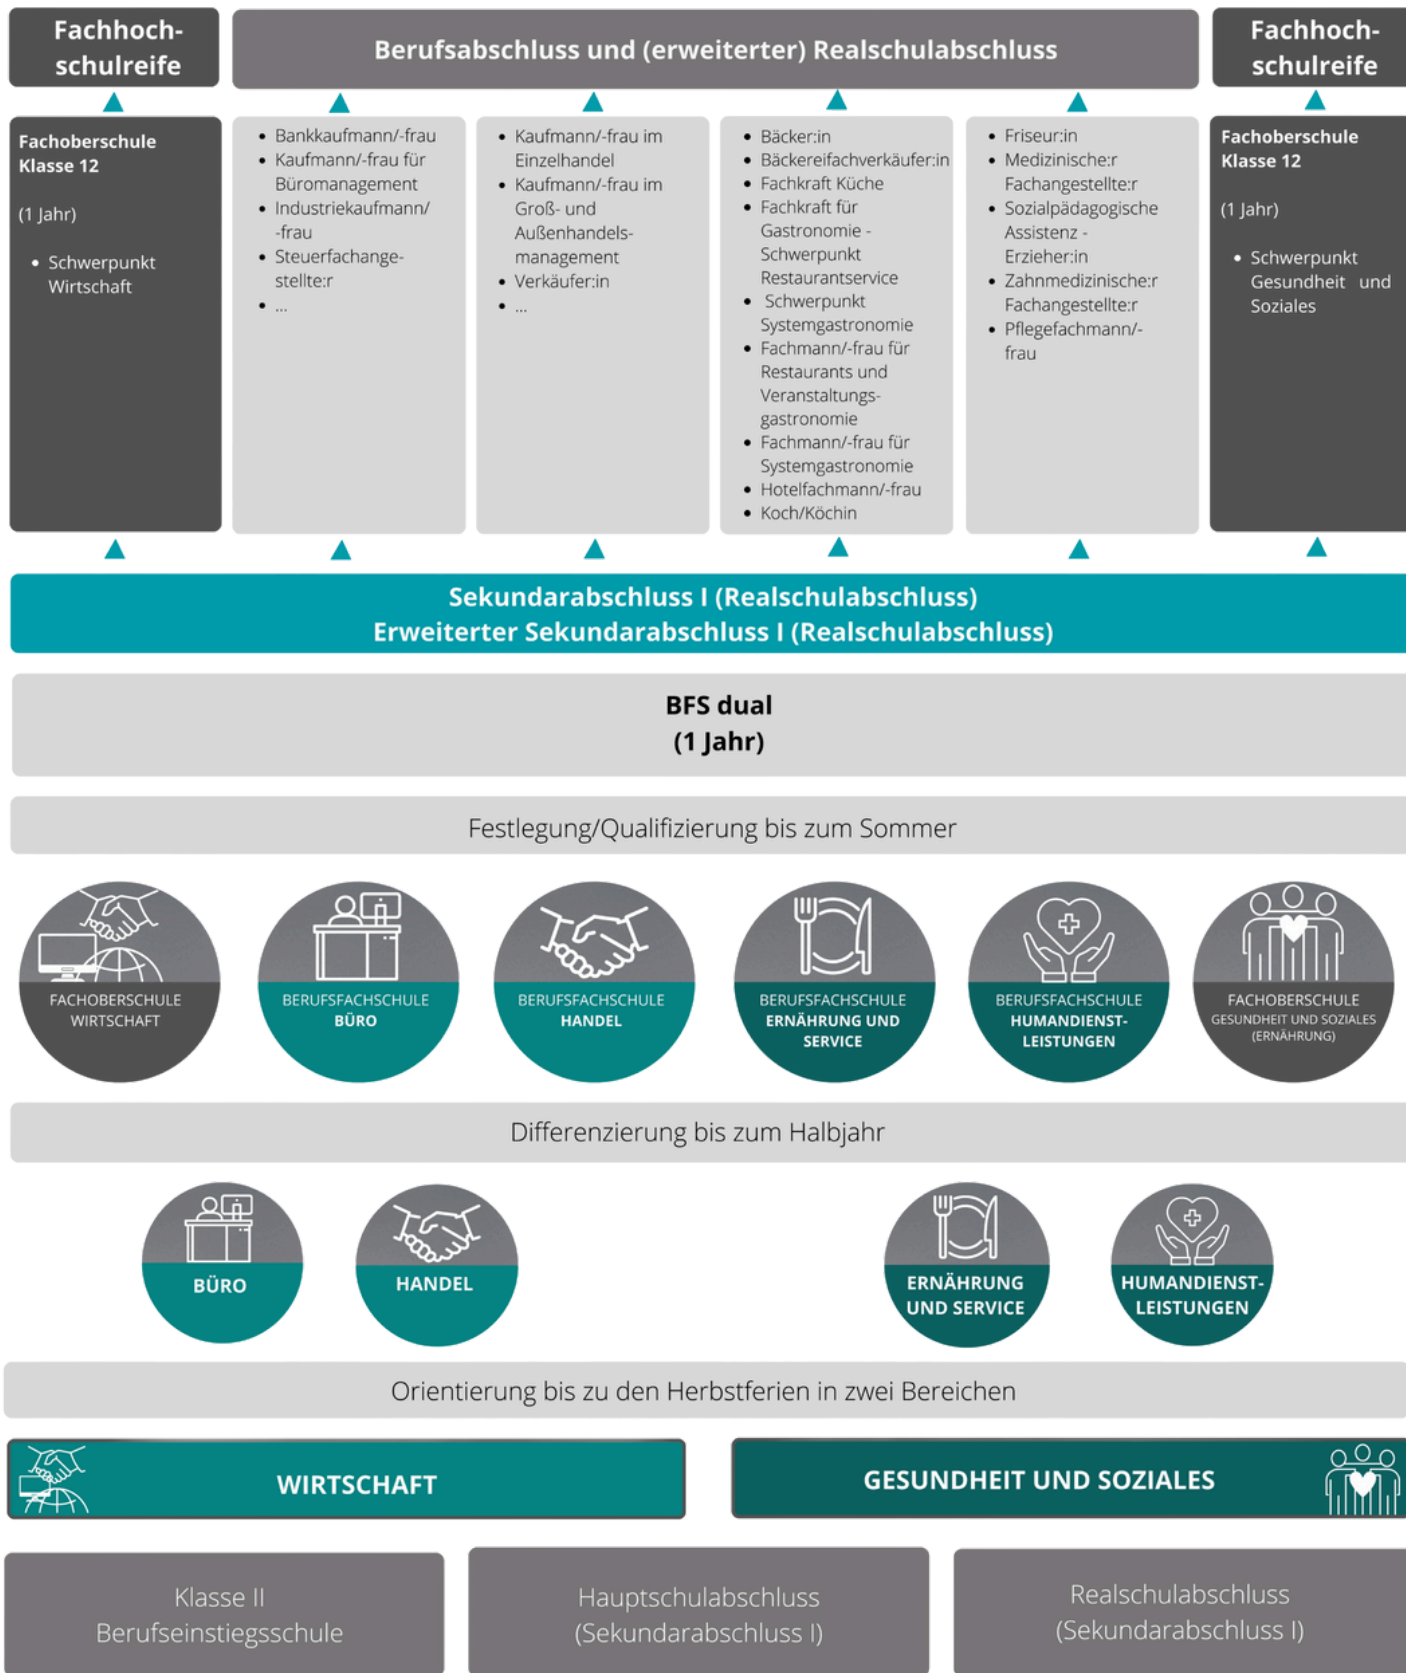 Fachhoch-
schulreife
Berufsabschluss und (erweiterter) Realschulabschluss
Fachhoch-
schulreife
Fachoberschule
Klasse 12
(1 Jahr)
• Schwerpunkt
Wirtschaft
• Bankkaufmann/-frau
• Kaufmann/-frau für
Büromanagement
• Industriekaufmann/
-frau
• Steuerfachange-
stellte:r
• ...
• Kaufmann/-frau im
Einzelhandel
• Kaufmann/-frau im
Groß- und
Außenhandels-
management
• Verkäufer:in
• ...
• Bäcker:in
• Bäckereifachverkäufer:in
• Fachkraft Küche
• Fachkraft für
Gastronomie -
Schwerpunkt
Restaurantservice
• Schwerpunkt
Systemgastronomie
• Fachmann/-frau für
Restaurants und
Veranstaltungs-
gastronomie
• Fachmann/-frau für
Systemgastronomie
• Hotelfachmann/-frau
• Koch/Köchin
• Friseur:in
• Medizinische:r
Fachangestellte:r
• Sozialpädagogische
Assistenz -
Erzieher:in
• Zahnmedizinische:r
Fachangestellte:r
• Pflegefachmann/-
frau
Fachoberschule
Klasse 12
(1 Jahr)
• Schwerpunkt
Gesundheit und
Soziales
Sekundarabschluss I (Realschulabschluss)
Erweiterter Sekundarabschluss I (Realschulabschluss)
BFS dual
(1 Jahr)
Festlegung/Qualifizierung bis zum Sommer
FACHOBERSCHULE
WIRTSCHAFT
BERUFSFACHSCHULE
BÜRO
BERUFSFACHSCHULE
HANDEL
BERUFSFACHSCHULE
ERNÄHRUNG UND
SERVICE
BERUFSFACHSCHULE
HUMANDIENST-
LEISTUNGEN
FACHOBERSCHULE
GESUNDHEIT UND SOZIALES
(ERNÄHRUNG)
Differenzierung bis zum Halbjahr
BÜRO
HANDEL
ERNÄHRUNG
UND SERVICE
HUMANDIENST-
LEISTUNGEN
Orientierung bis zu den Herbstferien in zwei Bereichen
WIRTSCHAFT
GESUNDHEIT UND SOZIALES
Klasse II
Berufseinstiegsschule
Hauptschulabschluss
(Sekundarabschluss I)
Realschulabschluss
(Sekundarabschluss I)